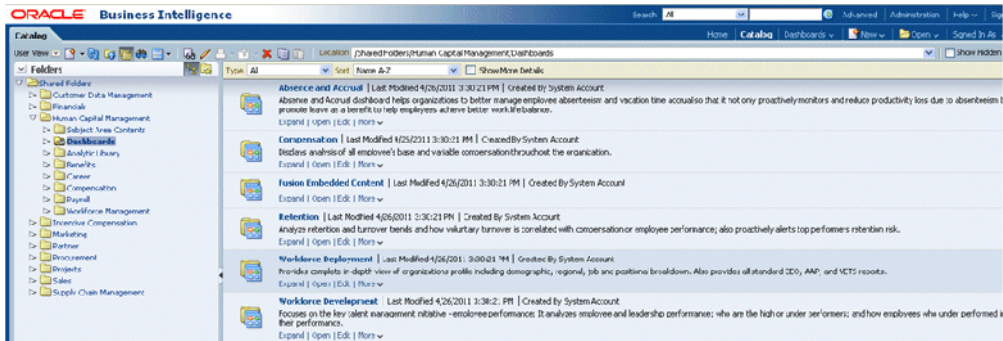 ORACLE Business Intelligence
Search All Advanced Administration Help
Catalog
Home Catalog Dashboards New Open Signed In As
User View Location /Shared Folders/Human Capital Management/Dashboards Show Hidden
Folders
Type All Sort Name A-Z Show More Details
Shared Folders
Customer Data Management
Financials
Human Capital Management
Subject Area Contents
Dashboards
Analytic Library
Benefits
Career
Compensation
Payroll
Workforce Management
Incentive Compensation
Marketing
Partner
Procurement
Projects
Sales
Supply Chain Management
Absence and Accrual | Last Modified 4/26/2011 3:30:21 PM | Created By System Account
Absence and Accrual dashboard helps organizations to better manage employee absenteeism and vacation time accrual so that it not only proactively monitors and reduce productivity loss due to absenteeism
promote leave as a benefit to help employees achieve better work life balance.
Expand | Open | Edit | More
Compensation | Last Modified 4/25/2011 3:30:21 PM | Created By System Account
Displays analysis of all employee's base and variable compensation throughout the organization.
Expand | Open | Edit | More
Fusion Embedded Content | Last Modified 4/26/2011 3:30:21 PM | Created By System Account
Expand | Open | Edit | More
Retention | Last Modified 4/26/2011 3:30:21 PM | Created By System Account
Analyze retention and turnover trends and how voluntary turnover is correlated with compensation or employee performance; also proactively alerts top performers retention risk.
Expand | Open | Edit | More
Workforce Deployment | Last Modified 4/26/2011 3:30:21 PM | Created By System Account
Provides complete in-depth view of organizations profile including demographic, regional, job and positions breakdown. Also provides all standard EEO, AAP, and VETS reports.
Expand | Open | Edit | More
Workforce Development | Last Modified 4/26/2011 3:30:21 PM | Created By System Account
Focuses on the key talent management initiative - employee performance; It analyzes employee and leadership performance; who are the high or under performers; and how employees who under performed
their performance.
Expand | Open | Edit | More